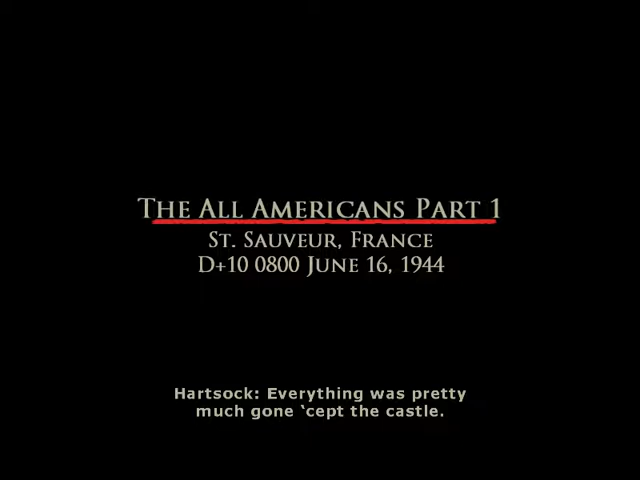 The All Americans Part 1
St. Sauveur, France
D+10 0800 June 16, 1944
Hartsock: Everything was pretty
much gone ‘cept the castle.